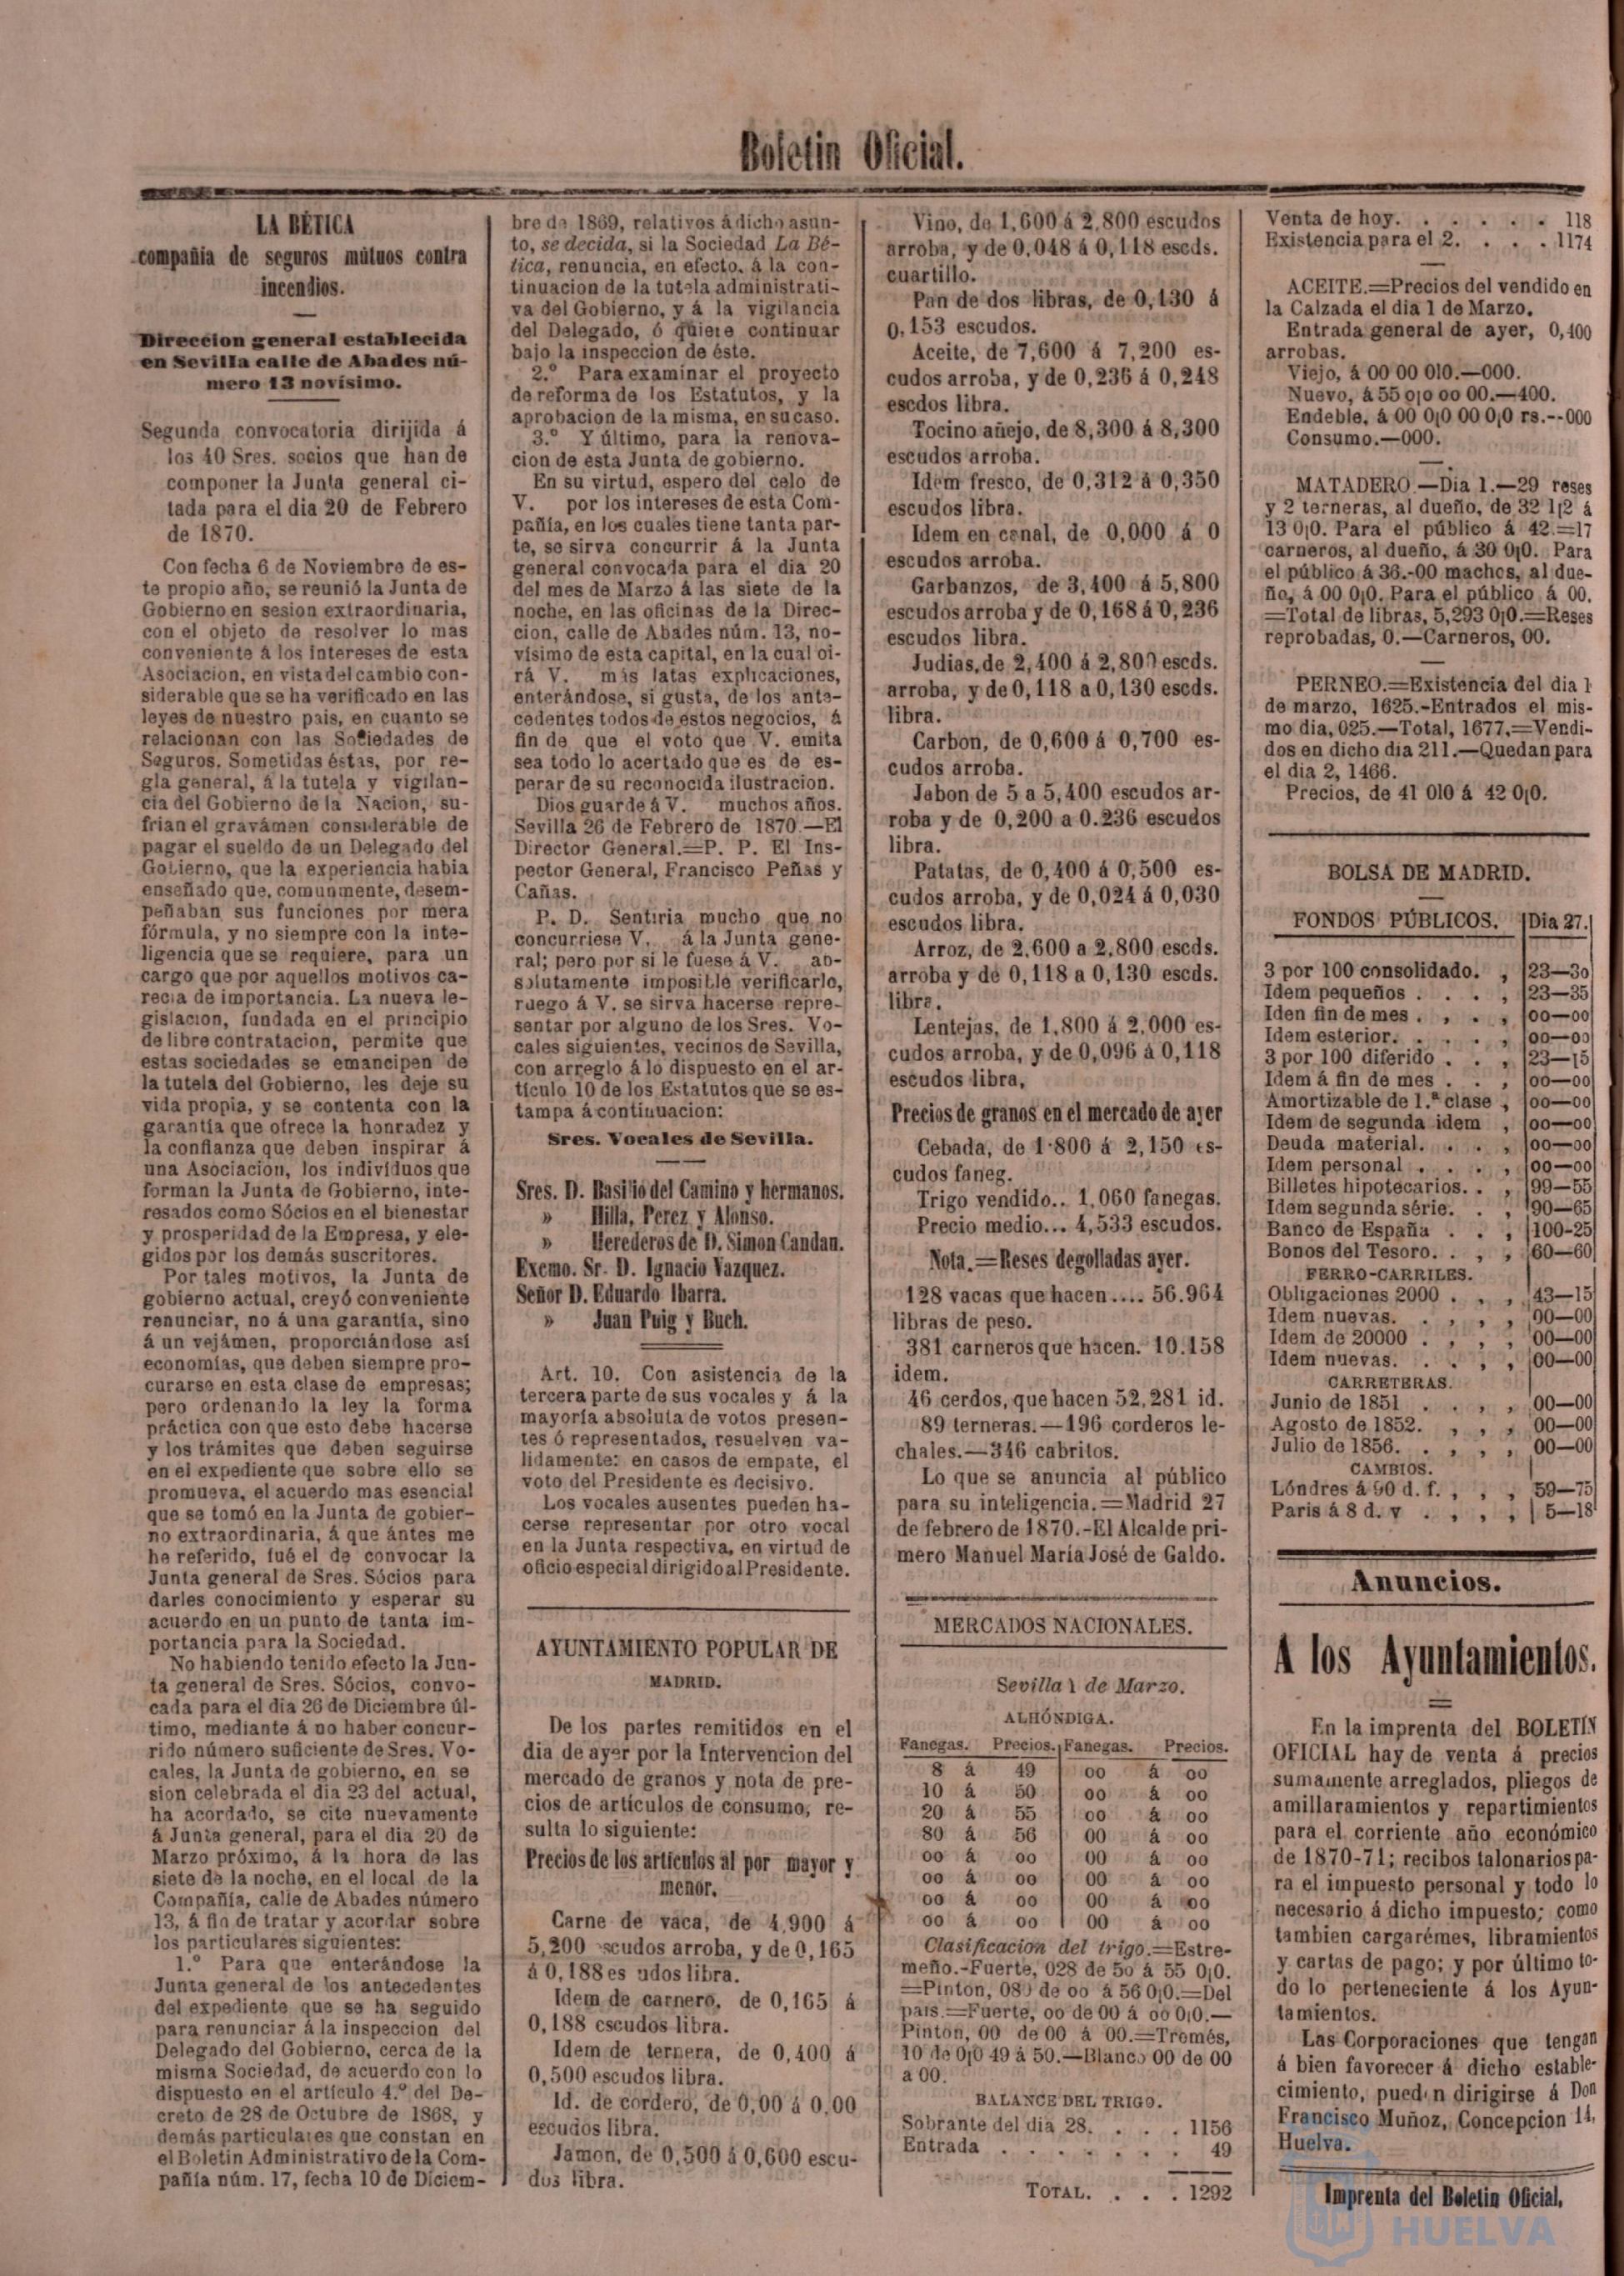 Boletin Oficial.
LA BÉTICA
compañia de seguros mútuos contra
incendios.
Direccion general establecida
en Sevilla calle de Abades nú-
mero 13 novísimo.
Segunda convocatoria dirijida á
los 40 Sres. socios que han de
componer la Junta general ci-
tada para el dia 20 de Febrero
de 1870.
Con fecha 6 de Noviembre de es-
te propio año, se reunió la Junta de
Gobierno en sesion extraordinaria,
con el objeto de resolver lo mas
conveniente á los intereses de esta
Asociacion, en vista del cambio con-
siderable que se ha verificado en las
leyes de nuestro pais, en cuanto se
relacionan con las Sociedades de
Seguros. Sometidas éstas, por re-
gla general, á la tutela y vigilan-
cia del Gobierno de la Nacion, su-
frian el gravámen considerable de
pagar el sueldo de un Delegado del
Gobierno, que la experiencia habia
enseñado que, comunmente, desem-
peñaban sus funciones por mera
fórmula, y no siempre con la inte-
ligencia que se requiere, para un
cargo que por aquellos motivos ca-
recia de importancia. La nueva le-
gislacion, fundada en el principio
de libre contratacion, permite que
estas sociedades se emancipen de
la tutela del Gobierno, les deje su
vida propia, y se contenta con la
garantía que ofrece la honradez y
la confianza que deben inspirar á
una Asociacion, los indivíduos que
forman la Junta de Gobierno, inte-
resados como Sócios en el bienestar
y prosperidad de la Empresa, y ele-
gidos por los demás suscritores.
Por tales motivos, la Junta de
gobierno actual, creyó conveniente
renunciar, no á una garantía, sino
á un vejámen, proporciándose así
economías, que deben siempre pro-
curarse en esta clase de empresas;
pero ordenando la ley la forma
práctica con que esto debe hacerse
y los trámites que deben seguirse
en el expediente que sobre ello se
promueva, el acuerdo mas esencial
que se tomó en la Junta de gobier-
no extraordinaria, á que ántes me
he referido, fué el de convocar la
Junta general de Sres. Sócios para
darles conocimiento y esperar su
acuerdo en un punto de tanta im-
portancia para la Sociedad.
No habiendo tenido efecto la Jun-
ta general de Sres. Sócios, convo-
cada para el dia 26 de Diciembre úl-
timo, mediante á no haber concur-
rido número suficiente de Sres. Vo-
cales, la Junta de gobierno, en se
sion celebrada el dia 23 del actual,
ha acordado, se cite nuevamente
á Junta general, para el dia 20 de
Marzo próximo, á la hora de las
siete de la noche, en el local de la
Compañía, calle de Abades número
13, á fin de tratar y acordar sobre
los particulares siguientes:
1.º Para que enterándose la
Junta general de los antecedentes
del expediente que se ha seguido
para renunciar á la inspeccion del
Delegado del Gobierno, cerca de la
misma Sociedad, de acuerdo con lo
dispuesto en el artículo 4.º del De-
creto de 28 de Octubre de 1868, y
demás particulares que constan en
el Boletin Administrativo de la Com-
pañía núm. 17, fecha 10 de Diciem-
bre de 1869, relativos á dicho asun-
to, se decida, si la Sociedad La Bé-
tica, renuncia, en efecto, á la con-
tinuacion de la tutela administrati-
va del Gobierno, y á la vigilancia
del Delegado, ó quiere continuar
bajo la inspeccion de éste.
2.º Para examinar el proyecto
de reforma de los Estatutos, y la
aprobacion de la misma, en su caso.
3.º Y último, para la renova-
cion de esta Junta de gobierno.
En su virtud, espero del celo de
V. por los intereses de esta Com-
pañía, en los cuales tiene tanta par-
te, se sirva concurrir á la Junta
general convocada para el dia 20
del mes de Marzo á las siete de la
noche, en las oficinas de la Direc-
cion, calle de Abades núm. 13, no-
vísimo de esta capital, en la cual oi-
rá V. más latas explicaciones,
enterándose, si gusta, de los ante-
cedentes todos de estos negocios, á
fin de que el voto que V. emita
sea todo lo acertado que es de es-
perar de su reconocida ilustracion.
Dios guarde á V. muchos años.
Sevilla 26 de Febrero de 1870.—El
Director General.=P. P. El Ins-
pector General, Francisco Peñas y
Cañas.
P. D. Sentiria mucho que no
concurriese V. á la Junta gene-
ral; pero por si le fuese á V. ab-
solutamente imposible verificarlo,
ruego á V. se sirva hacerse repre-
sentar por alguno de los Sres. Vo-
cales siguientes, vecinos de Sevilla,
con arreglo á lo dispuesto en el ar-
tículo 10 de los Estatutos que se es-
tampa á continuacion:
Sres. Vocales de Sevilla.
Sres. D. Basilio del Camino y hermanos.
» Hilla, Perez y Alonso.
» Herederos de D. Simon Candau.
Excmo. Sr. D. Ignacio Vazquez.
Señor D. Eduardo Ibarra.
» Juan Puig y Buch.
Art. 10. Con asistencia de la
tercera parte de sus vocales y á la
mayoría absoluta de votos presen-
tes ó representados, resuelven va-
lidamente: en casos de empate, el
voto del Presidente es decisivo.
Los vocales ausentes pueden ha-
cerse representar por otro vocal
en la Junta respectiva, en virtud de
oficio especial dirigido al Presidente.
AYUNTAMIENTO POPULAR DE
MADRID.
De los partes remitidos en el
dia de ayer por la Intervencion del
mercado de granos y nota de pre-
cios de artículos de consumo, re-
sulta lo siguiente:
Precios de los artículos al por mayor y
menor.
Carne de vaca, de 4,900 á
5,200 escudos arroba, y de 0,165
á 0,188 es udos libra.
Idem de carnero, de 0,165 á
0,188 escudos libra.
Idem de ternera, de 0,400 á
0,500 escudos libra.
Id. de cordero, de 0,00 á 0,00
escudos libra.
Jamon, de 0,500 á 0,600 escu-
dos libra.
Vino, de 1,600 á 2,800 escudos
arroba, y de 0,048 á 0,118 escds.
cuartillo.
Pan de dos libras, de 0,130 á
0,153 escudos.
Aceite, de 7,600 á 7,200 es-
cudos arroba, y de 0,236 á 0,248
escdos libra.
Tocino añejo, de 8,300 á 8,300
escudos arroba.
Idem fresco, de 0,312 á 0,350
escudos libra.
Idem en canal, de 0,000 á 0
escudos arroba.
Garbanzos, de 3,400 á 5,800
escudos arroba y de 0,168 á 0,236
escudos libra.
Judias, de 2,400 á 2,800 escds.
arroba, y de 0,118 a 0,130 escds.
libra.
Carbon, de 0,600 á 0,700 es-
cudos arroba.
Jabon de 5 a 5,400 escudos ar-
roba y de 0,200 a 0.236 escudos
libra.
Patatas, de 0,400 á 0,500 es-
cudos arroba, y de 0,024 á 0,030
escudos libra.
Arroz, de 2,600 a 2,800 escds.
arroba y de 0,118 a 0,130 escds.
libra.
Lentejas, de 1,800 á 2,000 es-
cudos arroba, y de 0,096 á 0,118
escudos libra,
Precios de granos en el mercado de ayer
Cebada, de 1·800 á 2,150 es-
cudos faneg.
Trigo vendido.. 1,060 fanegas.
Precio medio... 4,533 escudos.
Nota.=Reses degolladas ayer.
128 vacas que hacen.... 56.964
libras de peso.
381 carneros que hacen. 10.158
idem.
46 cerdos, que hacen 52,281 id.
89 terneras.—196 corderos le-
chales.—346 cabritos.
Lo que se anuncia al público
para su inteligencia.=Madrid 27
de febrero de 1870.-El Alcalde pri-
mero Manuel María José de Galdo.
MERCADOS NACIONALES.
Sevilla 1 de Marzo.
ALHÓNDIGA.
Fanegas. Precios. Fanegas. Precios.
8 á 49 00 á 00
10 á 50 00 á 00
20 á 55 00 á 00
80 á 56 00 á 00
00 á 00 00 á 00
00 á 00 00 á 00
00 á 00 00 á 00
00 á 00 00 á 00
Clasificacion del trigo.=Estre-
meño.-Fuerte, 028 de 50 á 55 0¡0.
=Pinton, 080 de 00 á 56 0¡0.=Del
pais.=Fuerte, 00 de 00 á 00 0¡0.—
Pinton, 00 de 00 á 00.=Tremés,
10 de 0¡0 49 á 50.—Blanco 00 de 00
a 00.
BALANCE DEL TRIGO.
Sobrante del dia 28. . . . 1156
Entrada . . . . . . . 49
TOTAL. . . . 1292
Venta de hoy. . . . . . . 118
Existencia para el 2. . . . 1174
ACEITE.=Precios del vendido en
la Calzada el dia 1 de Marzo.
Entrada general de ayer, 0,400
arrobas.
Viejo, á 00 00 010.—000.
Nuevo, á 55 0¡0 00 00.—400.
Endeble, á 00 0¡0 00 0¡0 rs.--000
Consumo.—000.
MATADERO.—Dia 1.—29 reses
y 2 terneras, al dueño, de 32 1¡2 á
13 0¡0. Para el público á 42.=17
carneros, al dueño, á 30 0¡0. Para
el público á 36.-00 machos, al due-
ño, á 00 0¡0. Para el público á 00.
=Total de libras, 5,293 0¡0.=Reses
reprobadas, 0.—Carneros, 00.
PERNEO.=Existencia del dia 1
de marzo, 1625.-Entrados el mis-
mo dia, 025.—Total, 1677.=Vendi-
dos en dicho dia 211.—Quedan para
el dia 2, 1466.
Precios, de 41 010 á 42 0¡0.
BOLSA DE MADRID.
FONDOS PÚBLICOS. Dia 27.
3 por 100 consolidado. , 23—30
Idem pequeños . . . , 23—35
Iden fin de mes . , . , 00—00
Idem esterior. . . . , 00—00
3 por 100 diferido . . , 23—15
Idem á fin de mes . . , 00—00
Amortizable de 1.ª clase , 00—00
Idem de segunda idem , 00—00
Deuda material. . . , 00—00
Idem personal . . . , 00—00
Billetes hipotecarios. . , 99—55
Idem segunda série. . , 90—65
Banco de España . . , 100-25
Bonos del Tesoro. . , , 60—60
FERRO-CARRILES.
Obligaciones 2000 . , , 43—15
Idem nuevas. . , , , 00—00
Idem de 20000 . , , , 00—00
Idem nuevas. . . , , 00—00
CARRETERAS.
Junio de 1851 . . , , 00—00
Agosto de 1852. , , , 00—00
Julio de 1856. . , , , 00—00
CAMBIOS.
Lóndres á 90 d. f. , , , 59—75
Paris á 8 d. v . , , , 5—18
Anuncios.
A los Ayuntamientos.
En la imprenta del BOLETIN
OFICIAL hay de venta á precios
sumamente arreglados, pliegos de
amillaramientos y repartimientos
para el corriente año económico
de 1870-71; recibos talonarios pa-
ra el impuesto personal y todo lo
necesario á dicho impuesto; como
tambien cargarémes, libramientos
y cartas de pago; y por último to-
do lo perteneciente á los Ayun-
tamientos.
Las Corporaciones que tengan
á bien favorecer á dicho estable-
cimiento, pueden dirigirse á Don
Francisco Muñoz, Concepcion 14,
Huelva.
Imprenta del Boletin Oficial.
HUELVA